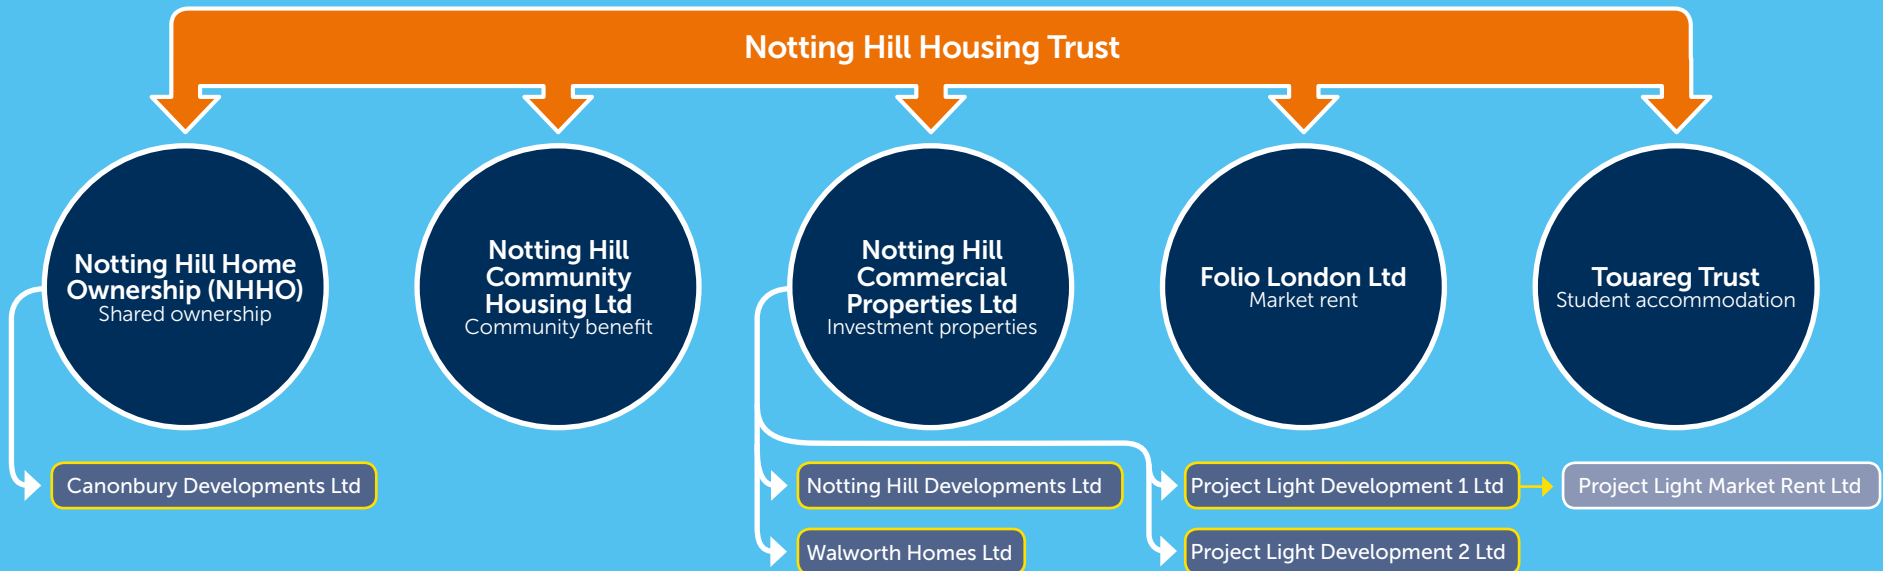 Notting Hill Housing Trust
Notting Hill Home
Ownership (NHHO)
Shared ownership
Notting Hill
Community
Housing Ltd
Community benefit
Notting Hill
Commercial
Properties Ltd
Investment properties
Folio London Ltd
Market rent
Touareg Trust
Student accommodation
Canonbury Developments Ltd
Notting Hill Developments Ltd
Project Light Development 1 Ltd
Project Light Market Rent Ltd
Walworth Homes Ltd
Project Light Development 2 Ltd